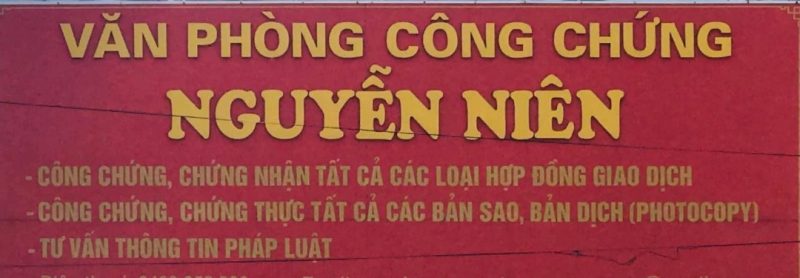 VĂN PHÒNG CÔNG CHỨNG
NGUYỄN NIÊN
- CÔNG CHỨNG, CHỨNG NHẬN TẤT CẢ CÁC LOẠI HỢP ĐỒNG GIAO DỊCH
- CÔNG CHỨNG, CHỨNG THỰC TẤT CẢ CÁC BẢN SAO, BẢN DỊCH (PHOTOCOPY)
- TƯ VẤN THÔNG TIN PHÁP LUẬT